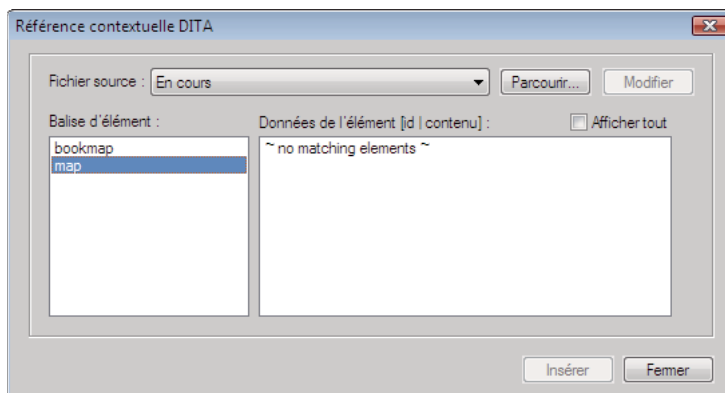 Référence contextuelle DITA
Fichier source : En cours Parcourir... Modifier
Balise d'élément : Données de l'élément [id | contenu] : Afficher tout
bookmap ~ no matching elements ~
map
Insérer Fermer